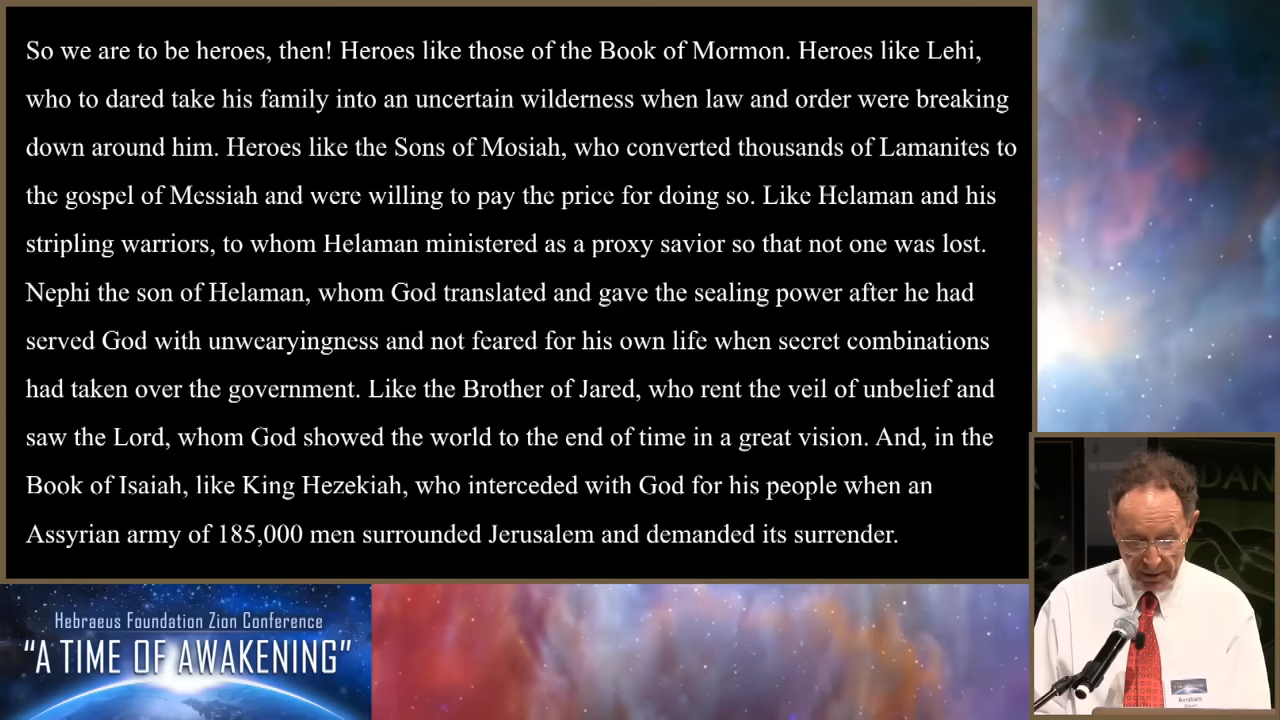 So we are to be heroes, then! Heroes like those of the Book of Mormon. Heroes like Lehi,
who to dared take his family into an uncertain wilderness when law and order were breaking
down around him. Heroes like the Sons of Mosiah, who converted thousands of Lamanites to
the gospel of Messiah and were willing to pay the price for doing so. Like Helaman and his
stripling warriors, to whom Helaman ministered as a proxy savior so that not one was lost.
Nephi the son of Helaman, whom God translated and gave the sealing power after he had
served God with unwearyingness and not feared for his own life when secret combinations
had taken over the government. Like the Brother of Jared, who rent the veil of unbelief and
saw the Lord, whom God showed the world to the end of time in a great vision. And, in the
Book of Isaiah, like King Hezekiah, who interceded with God for his people when an
Assyrian army of 185,000 men surrounded Jerusalem and demanded its surrender.
Hebraeus Foundation Zion Conference
"A TIME OF AWAKENING"
DAN
Avraham